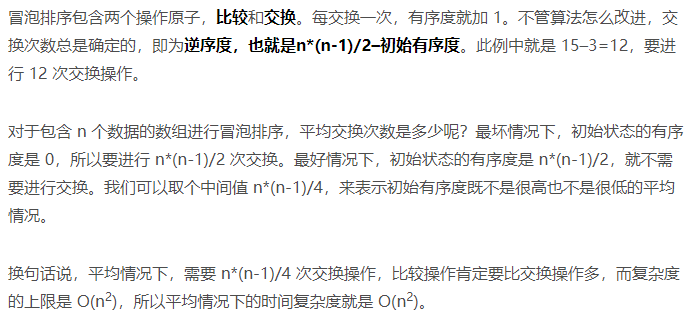 冒泡排序包含两个操作原子，比较和交换。每交换一次，有序度就加 1。不管算法怎么改进，交
换次数总是确定的，即为逆序度，也就是n*(n-1)/2–初始有序度。此例中就是 15–3=12，要进
行 12 次交换操作。
对于包含 n 个数据的数组进行冒泡排序，平均交换次数是多少呢？最坏情况下，初始状态的有序
度是 0，所以要进行 n*(n-1)/2 次交换。最好情况下，初始状态的有序度是 n*(n-1)/2，就不需
要进行交换。我们可以取个中间值 n*(n-1)/4，来表示初始有序度既不是很高也不是很低的平均
情况。
换句话说，平均情况下，需要 n*(n-1)/4 次交换操作，比较操作肯定要比交换操作多，而复杂度
的上限是 O(n²)，所以平均情况下的时间复杂度就是 O(n²)。